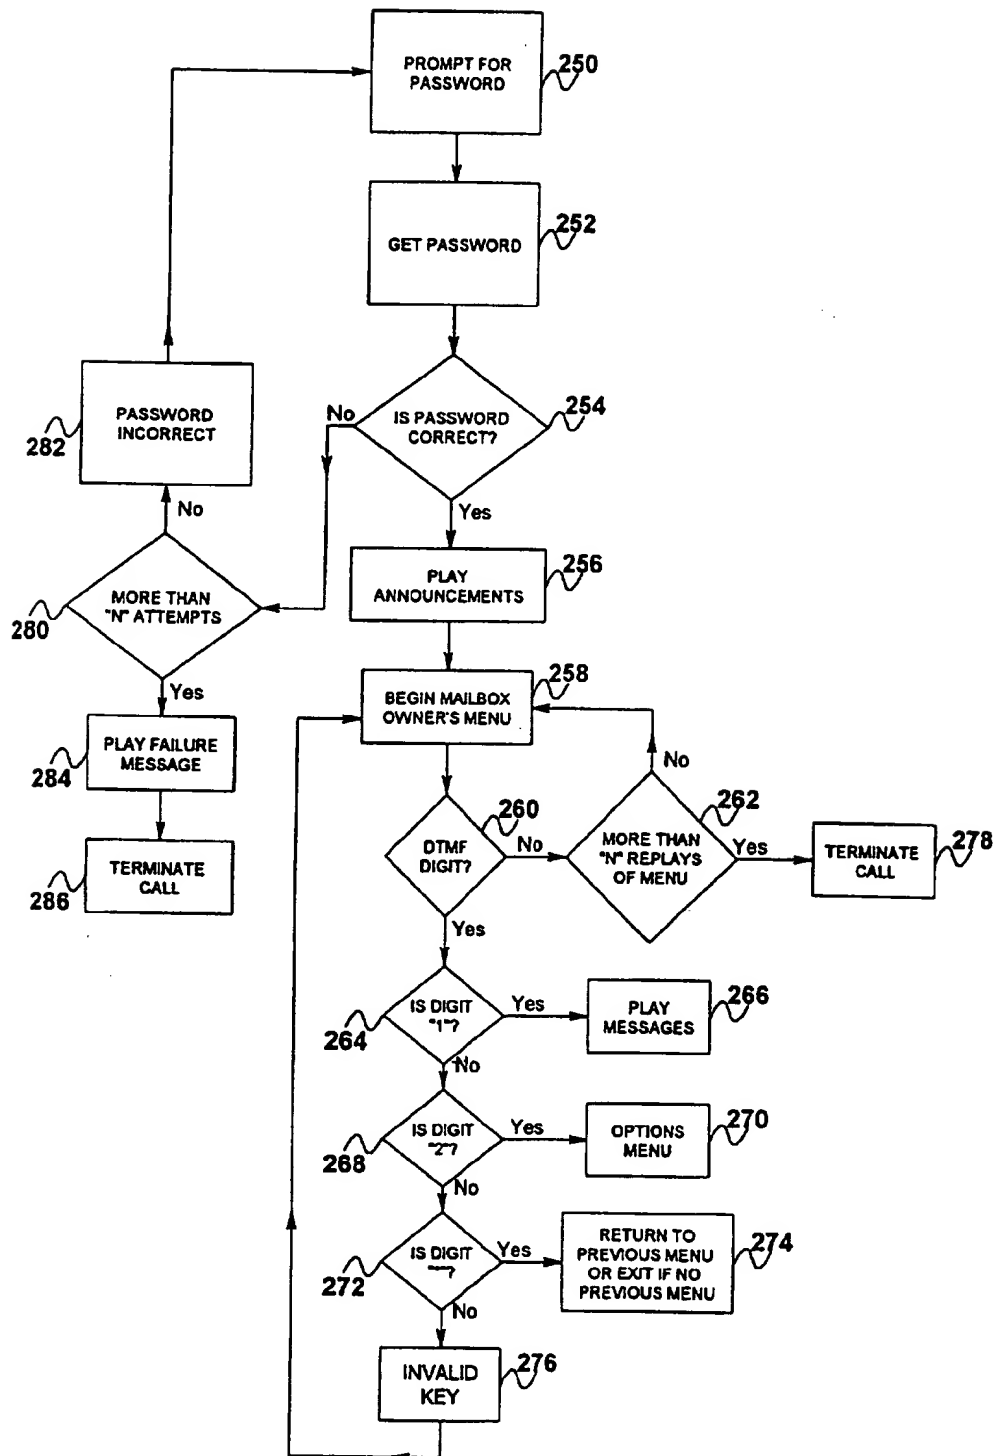 PROMPT FOR
PASSWORD
250
GET PASSWORD
252
IS PASSWORD
CORRECT?
254
No
Yes
PASSWORD
INCORRECT
282
No
MORE THAN
"N" ATTEMPTS
280
Yes
PLAY FAILURE
MESSAGE
284
TERMINATE
CALL
286
PLAY
ANNOUNCEMENTS
256
BEGIN MAILBOX
OWNER'S MENU
258
DTMF
DIGIT?
260
No
Yes
MORE THAN
"N" REPLAYS
OF MENU
262
No
Yes
TERMINATE
CALL
278
IS DIGIT
"1"?
264
Yes
No
PLAY
MESSAGES
266
IS DIGIT
"2"?
268
Yes
No
OPTIONS
MENU
270
IS DIGIT
"*"?
272
Yes
No
RETURN TO
PREVIOUS MENU
OR EXIT IF NO
PREVIOUS MENU
274
INVALID
KEY
276